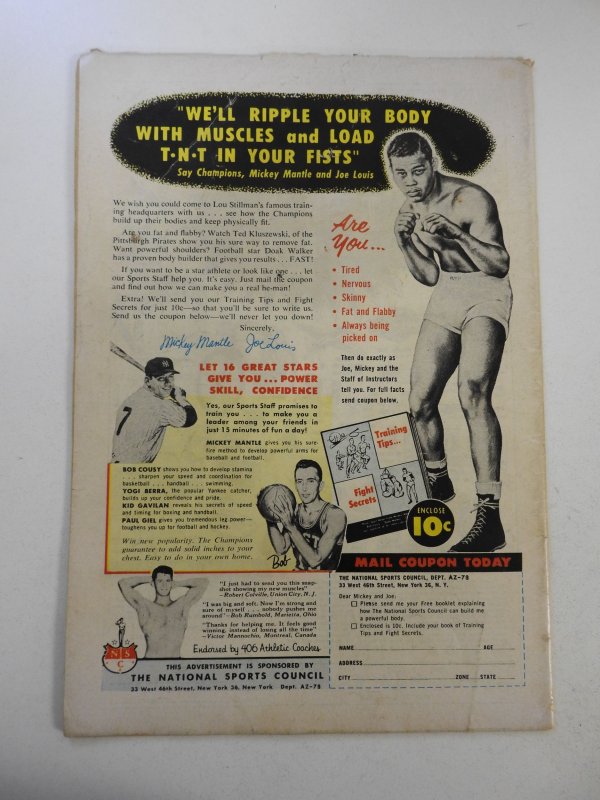 "WE'LL RIPPLE YOUR BODY
WITH MUSCLES and LOAD
T·N·T IN YOUR FISTS"
Say Champions, Mickey Mantle and Joe Louis
We wish you could come to Lou Stillman's famous train-
ing headquarters with us . . . see how the Champions
build up their bodies and keep physically fit.
Are you fat and flabby? Watch Ted Kluszewski, of the
Pittsburgh Pirates show you his sure way to remove fat.
Want powerful shoulders? Football star Doak Walker
has a proven body builder that gives you results . . . FAST!
If you want to be a star athlete or look like one . . . let
our Sports Staff help you. It's easy. Just mail the coupon
and find out how we can make you a real he-man!
Extra! We'll send you our Training Tips and Fight
Secrets for just 10c—so that you'll be sure to write us.
Send us the coupon below—we'll never let you down!
Sincerely,
Mickey Mantle Joe Louis
Are
You...
• Tired
• Nervous
• Skinny
• Fat and Flabby
• Always being
picked on
Then do exactly as
Joe, Mickey and the
Staff of Instructors
tell you. For full facts
send coupon below.
7
LET 16 GREAT STARS
GIVE YOU ... POWER
SKILL, CONFIDENCE
Yes, our Sports Staff promises to
train you . . . to make you a
leader among your friends in
just 15 minutes of fun a day!
MICKEY MANTLE gives you his sure-
fire method to develop powerful arms for
baseball and football.
BOB COUSY shows you how to develop stamina
. . . sharpen your speed and coordination for
basketball . . . handball . . . swimming.
YOGI BERRA, the popular Yankee catcher,
builds up your confidence and pride.
KID GAVILAN reveals his secrets of speed
and timing for boxing and handball.
PAUL GIEL gives you tremendous leg power—
toughens you up for football and hockey.
Win new popularity. The Champions
guarantee to add solid inches to your
chest. Easy to do in your own home.
Bob
Training
Tips...
Fight
Secrets
ENCLOSE
10c
"I just had to send you this snap-
shot showing my new muscles"
—Robert Colville, Union City, N. J.
"I was big and soft. Now I'm strong and
sure of myself . . . nobody pushes me
around" —Bob Rambold, Marietta, Ohio
"Thanks for helping me. It feels good
winning, instead of losing all the time"
—Victor Mannochio, Montreal, Canada
Endorsed by 406 Athletic Coaches
N S C
THIS ADVERTISEMENT IS SPONSORED BY
THE NATIONAL SPORTS COUNCIL
33 West 46th Street, New York 36, New York Dept. AZ-78
MAIL COUPON TODAY
THE NATIONAL SPORTS COUNCIL, DEPT. AZ-78
33 West 46th Street, New York 36, N. Y.
Dear Mickey and Joe:
Please send me your Free booklet explaining
how The National Sports Council can build me
a powerful body.
Enclosed is 10c. Include your book of Training
Tips and Fight Secrets.
NAME AGE
ADDRESS
CITY ZONE STATE